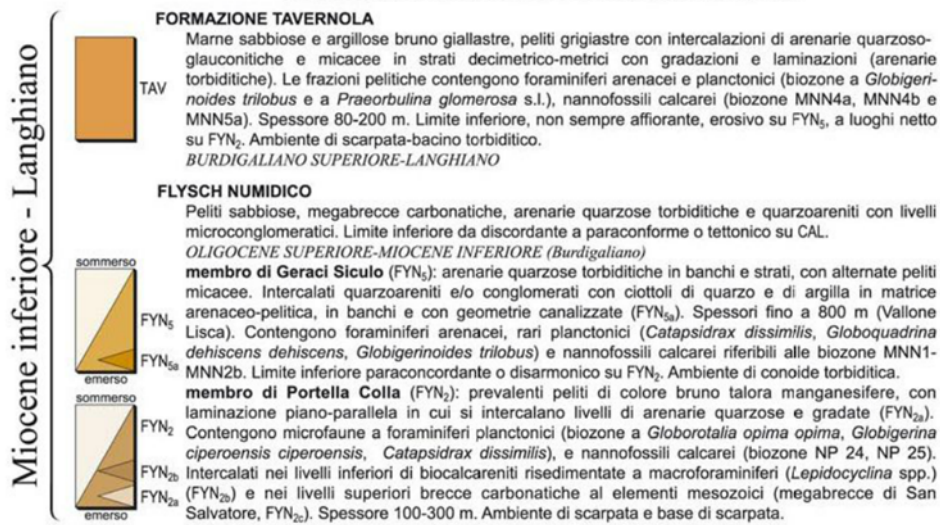 FORMAZIONE TAVERNOLA
Marne sabbiose e argillose bruno giallastre, peliti grigiastre con intercalazioni di arenarie quarzoso-
glauconitiche e micacee in strati decimetrico-metrici con gradazioni e laminazioni (arenarie
torbiditiche). Le frazioni pelitiche contengono foraminiferi arenacei e planctonici (biozone a Globigeri-
noides trilobus e a Praeorbulina glomerosa s.l.), nannofossili calcarei (biozone MNN4a, MNN4b e
MNN5a). Spessore 80-200 m. Limite inferiore, non sempre affiorante, erosivo su FYN5, a luoghi netto
su FYN2. Ambiente di scarpata-bacino torbiditico.
BURDIGALIANO SUPERIORE-LANGHIANO
TAV
FLYSCH NUMIDICO
Peliti sabbiose, megabrecce carbonatiche, arenarie quarzose torbiditiche e quarzoareniti con livelli
microconglomeratici. Limite inferiore da discordante a paraconforme o tettonico su CAL.
OLIGOCENE SUPERIORE-MIOCENE INFERIORE (Burdigaliano)
membro di Geraci Siculo (FYN5): arenarie quarzose torbiditiche in banchi e strati, con alternate peliti
micacee. Intercalati quarzoareniti e/o conglomerati con ciottoli di quarzo e di argilla in matrice
arenaceo-pelitica, in banchi e con geometrie canalizzate (FYN5a). Spessori fino a 800 m (Vallone
Lisca). Contengono foraminiferi arenacei, rari planctonici (Catapsidrax dissimilis, Globoquadrina
dehiscens dehiscens, Globigerinoides trilobus) e nannofossili calcarei riferibili alle biozone MNN1-
MNN2b. Limite inferiore paraconcordante o disarmonico su FYN2. Ambiente di conoide torbiditica.
sommerso
FYN5
FYN5a
emerso
membro di Portella Colla (FYN2): prevalenti peliti di colore bruno talora manganesifere, con
laminazione piano-parallela in cui si intercalano livelli di arenarie quarzose e gradate (FYN2a).
Contengono microfaune a foraminiferi planctonici (biozone a Globorotalia opima opima, Globigerina
ciperoensis ciperoensis, Catapsidrax dissimilis), e nannofossili calcarei (biozone NP 24, NP 25).
Intercalati nei livelli inferiori di biocalcareniti risedimentate a macroforaminiferi (Lepidocyclina spp.)
(FYN2b) e nei livelli superiori brecce carbonatiche al elementi mesozoici (megabrecce di San
Salvatore, FYN2c). Spessore 100-300 m. Ambiente di scarpata e base di scarpata.
sommerso
FYN2
FYN2b
FYN2a
emerso
Miocene inferiore - Langhiano